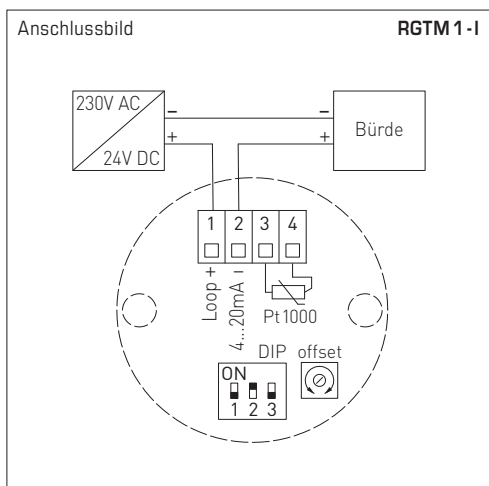 Anschlussbild RGTM 1 - I
230V AC
24V DC
– –
+ +
Bürde
1 2 3 4
Loop +
4...20mA –
Pt1000
DIP offset
ON
1 2 3